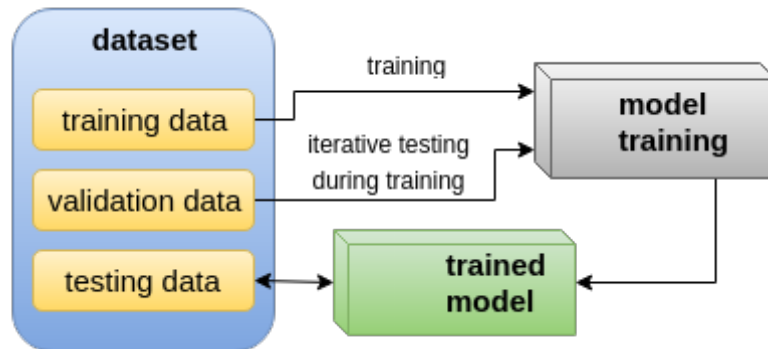 dataset
training data
validation data
testing data
training
iterative testing
during training
model
training
trained
model